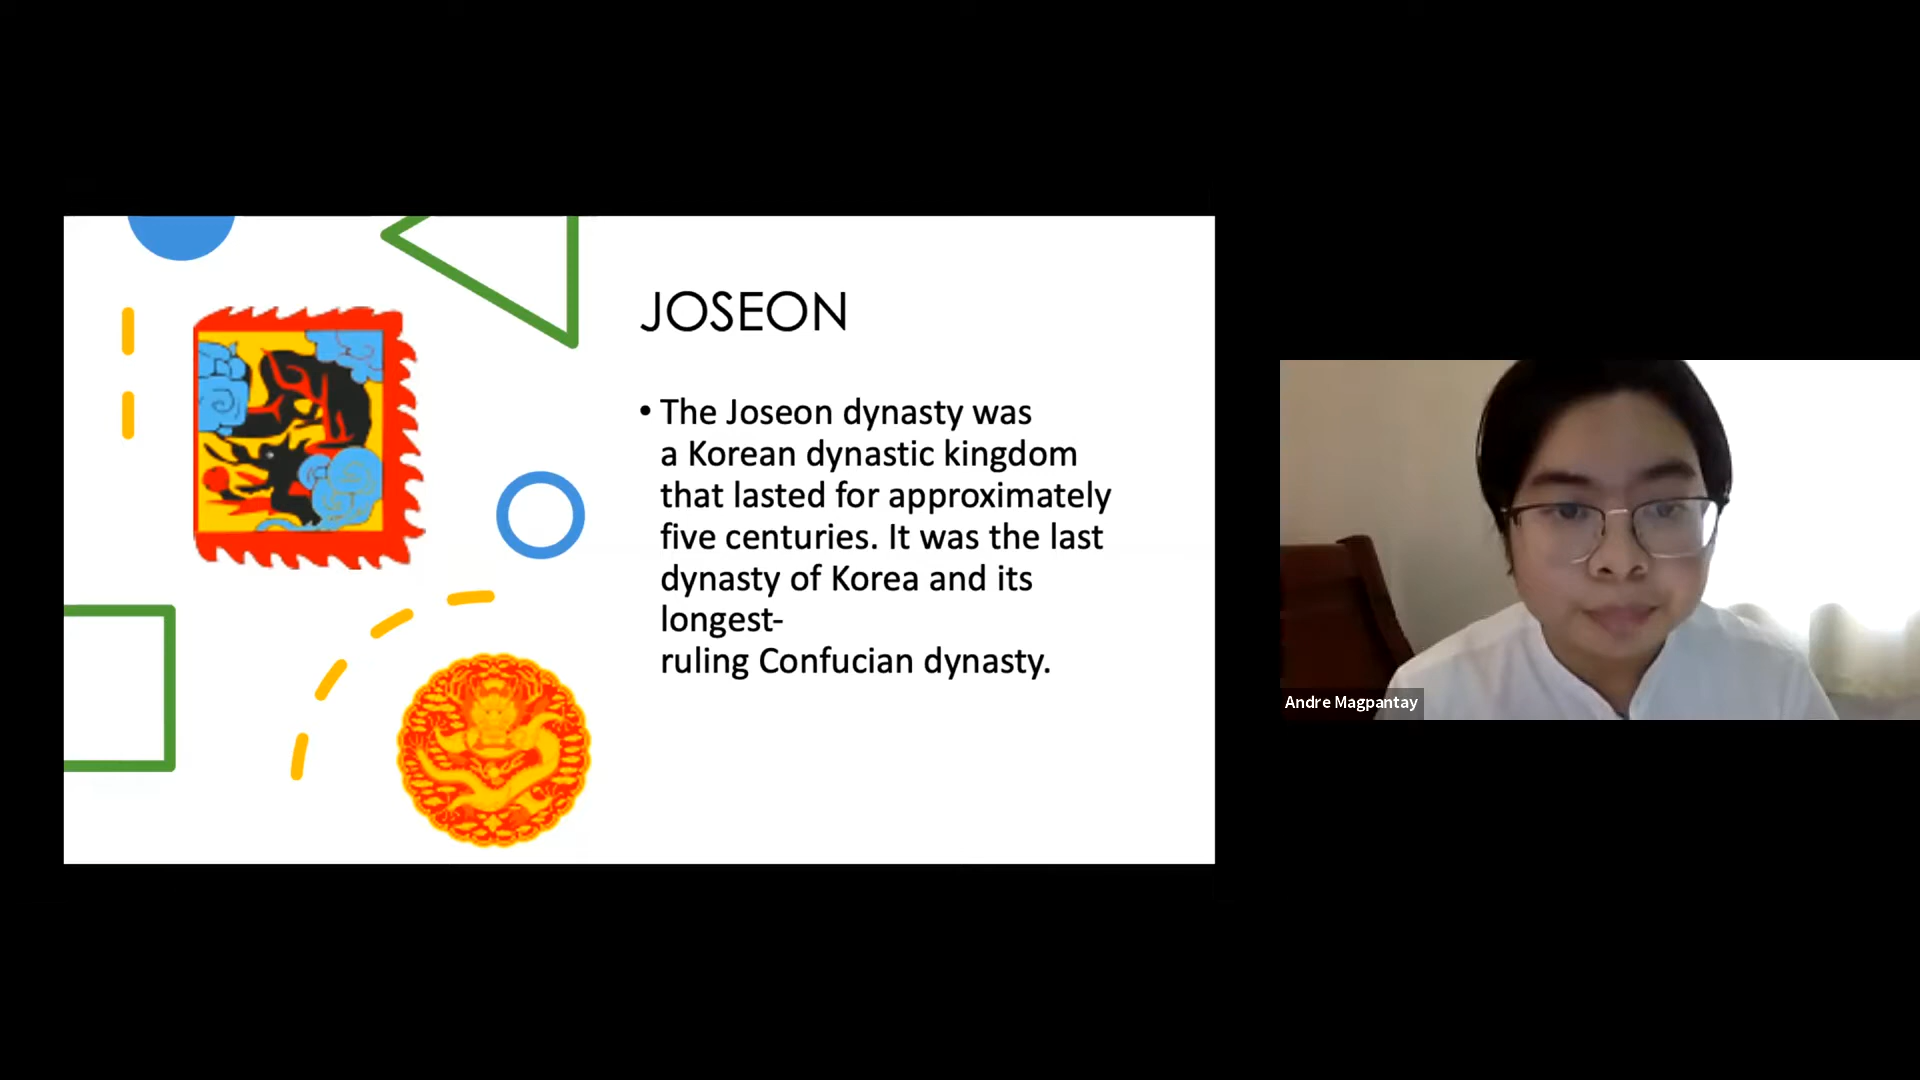 JOSEON
• The Joseon dynasty was
a Korean dynastic kingdom
that lasted for approximately
five centuries. It was the last
dynasty of Korea and its
longest-
ruling Confucian dynasty.
Andre Magpantay